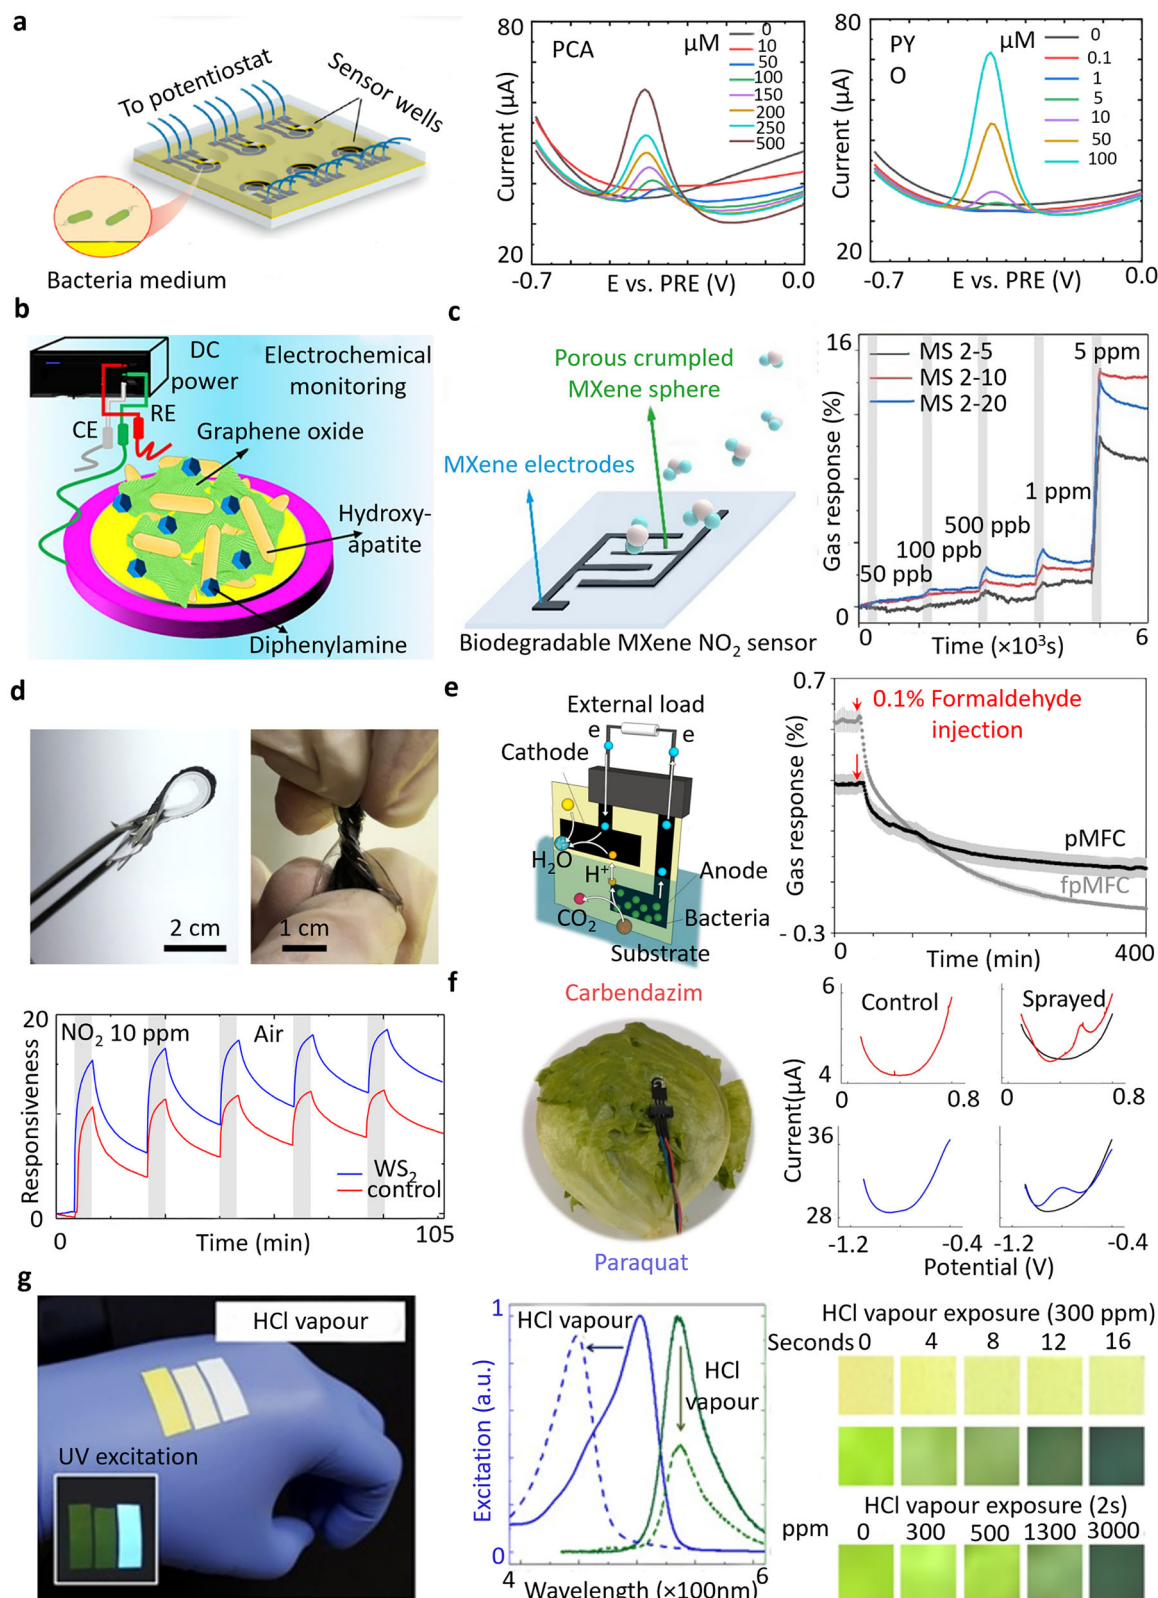 a
To potentiostat
Sensor wells
Bacteria medium
80
PCA
μM
0
10
50
100
150
200
250
500
Current (μA)
20
-0.7
E vs. PRE (V)
0.0
80
PY
O
μM
0
0.1
1
5
10
50
100
Current (μA)
20
-0.7
E vs. PRE (V)
0.0
b
DC
power
Electrochemical
monitoring
CE
RE
Graphene oxide
Hydroxy-
apatite
Diphenylamine
c
Porous crumpled
MXene sphere
MXene electrodes
Biodegradable MXene NO₂ sensor
16
MS 2-5
MS 2-10
MS 2-20
5 ppm
1 ppm
500 ppb
100 ppb
50 ppb
Gas response (%)
0
0
Time (×10³s)
6
d
2 cm
1 cm
20
NO₂ 10 ppm
Air
Responsiveness
WS₂
control
0
0
Time (min)
105
e
External load
e
e
Cathode
H₂O
H⁺
Anode
CO₂
Bacteria
Substrate
0.7
0.1% Formaldehyde
injection
Gas response (%)
pMFC
fpMFC
- 0.3
0
Time (min)
400
f
Carbendazim
Paraquat
6
Control
Sprayed
4
0
0.8
0
0.8
Current(μA)
36
28
-1.2
-0.4
-1.2
-0.4
Potential (V)
g
HCl vapour
UV excitation
1
HCl vapour
HCl
vapour
Excitation (a.u.)
0
4
Wavelength (×100nm)
6
HCl vapour exposure (300 ppm)
Seconds 0 4 8 12 16
HCl vapour exposure (2s)
ppm 0 300 500 1300 3000